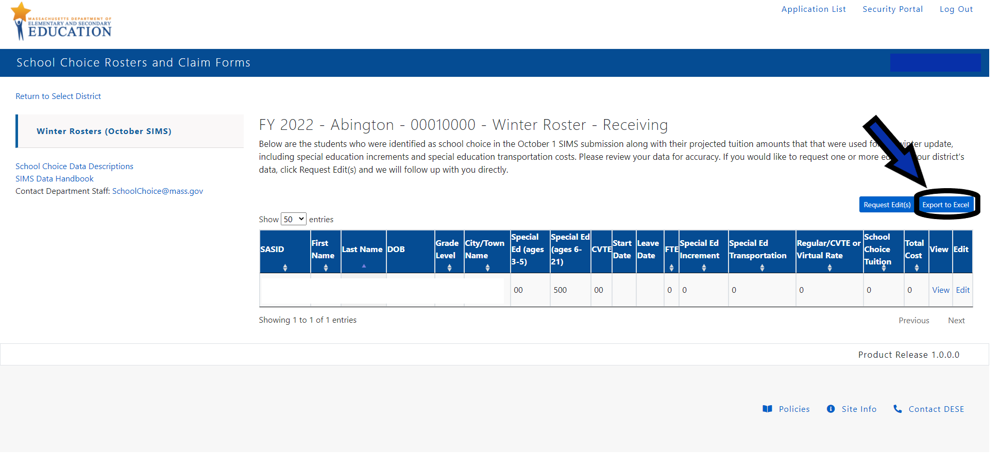 Application List Security Portal Log Out
MASSACHUSETTS DEPARTMENT OF
ELEMENTARY AND SECONDARY
EDUCATION
School Choice Rosters and Claim Forms
Return to Select District
Winter Rosters (October SIMS)
School Choice Data Descriptions
SIMS Data Handbook
Contact Department Staff: SchoolChoice@mass.gov
FY 2022 - Abington - 00010000 - Winter Roster - Receiving
Below are the students who were identified as school choice in the October 1 SIMS submission along with their projected tuition amounts that that were used winter update,
including special education increments and special education transportation costs. Please review your data for accuracy. If you would like to request one or more district's
data, click Request Edit(s) and we will follow up with you directly.
Request Edit(s) Export to Excel
Show 50 entries
SASID First Name Last Name DOB Grade Level City/Town Name Special Ed (ages 3-5) Special Ed (ages 6-21) CVTE Start Date Leave Date FTE Special Ed Increment Special Ed Transportation Regular/CVTE or Virtual Rate School Choice Tuition Total Cost View Edit
00 500 00 0 0 0 0 0 0 View Edit
Showing 1 to 1 of 1 entries
Previous Next
Product Release 1.0.0.0
Policies Site Info Contact DESE